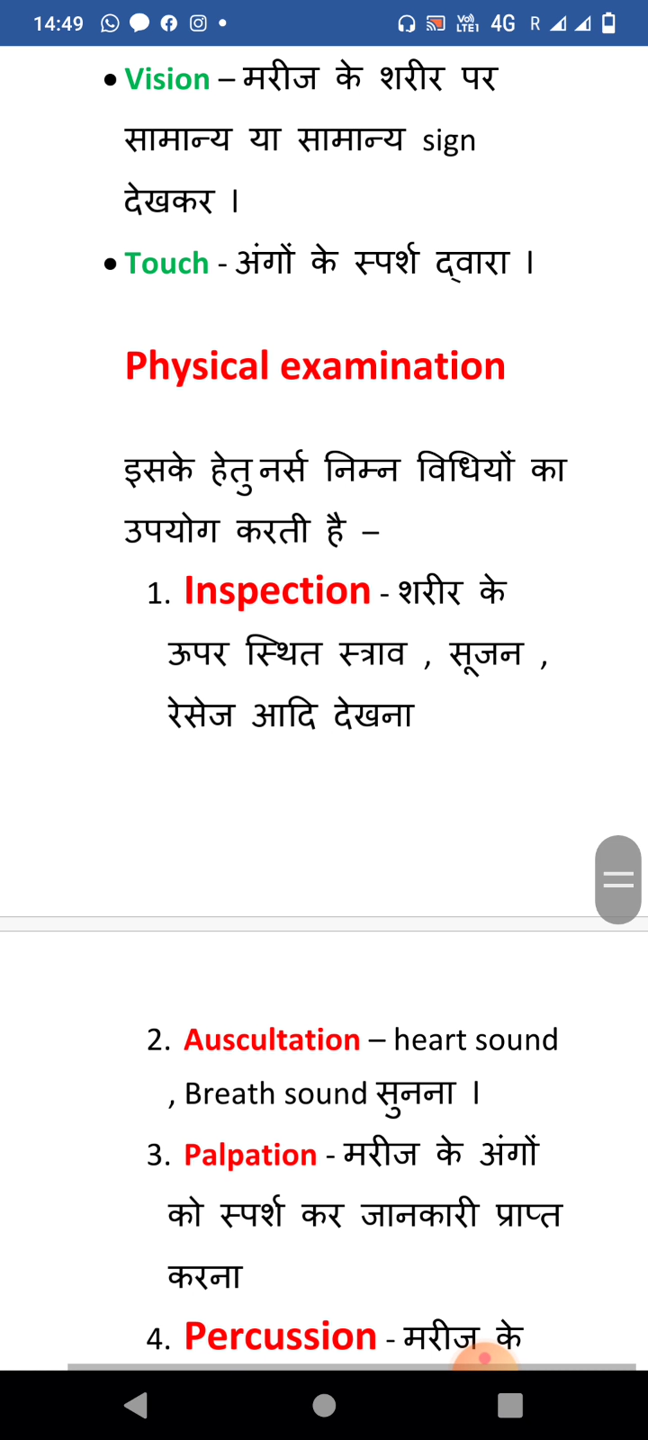 14:49
VoI) LTE1 4G R
• Vision – मरीज के शरीर पर
सामान्य या सामान्य sign
देखकर ।
• Touch - अंगों के स्पर्श द्वारा ।
Physical examination
इसके हेतु नर्स निम्न विधियों का
उपयोग करती है –
1. Inspection - शरीर के
ऊपर स्थित स्त्राव , सूजन ,
रेसेज आदि देखना
2. Auscultation – heart sound
, Breath sound सुनना ।
3. Palpation - मरीज के अंगों
को स्पर्श कर जानकारी प्राप्त
करना
4. Percussion - मरीज के